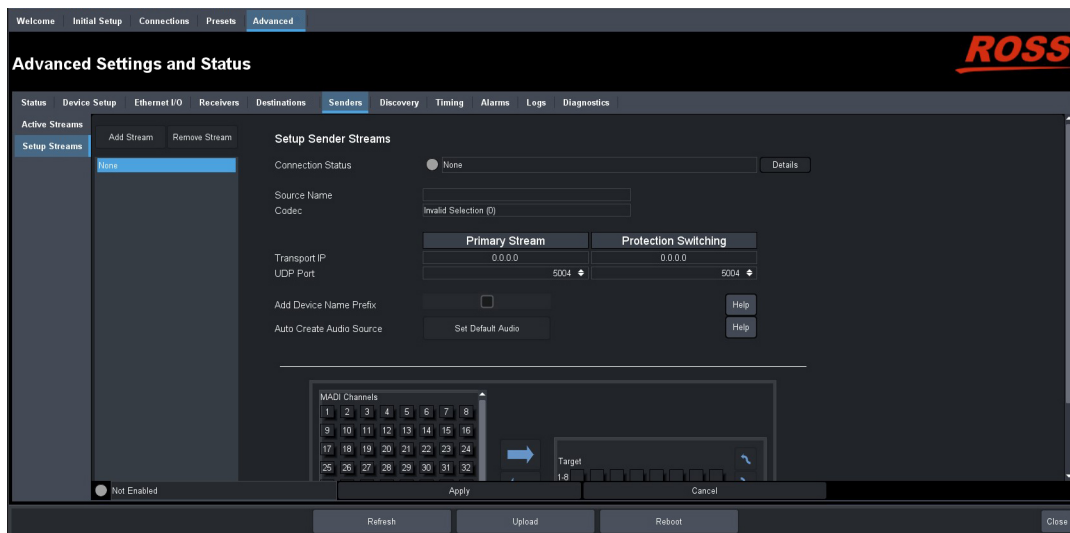 Welcome Initial Setup Connections Presets Advanced
Advanced Settings and Status
ROSS
Status Device Setup Ethernet I/O Receivers Destinations Senders Discovery Timing Alarms Logs Diagnostics
Active Streams
Setup Streams
Add Stream Remove Stream
None
Setup Sender Streams
Connection Status None Details
Source Name
Codec Invalid Selection (0)
Primary Stream Protection Switching
Transport IP 0.0.0.0 0.0.0.0
UDP Port 5004 5004
Add Device Name Prefix Help
Auto Create Audio Source Set Default Audio Help
MADI Channels
1 2 3 4 5 6 7 8
9 10 11 12 13 14 15 16
17 18 19 20 21 22 23 24
25 26 27 28 29 30 31 32
Target
1-8
Not Enabled Apply Cancel
Refresh Upload Reboot Close